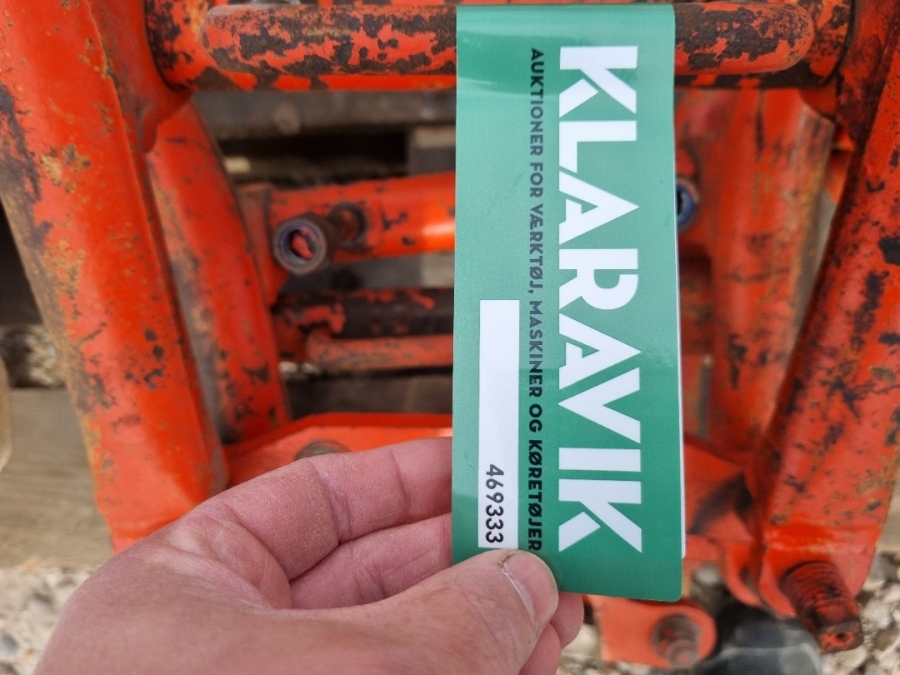 KLARAVIK
AUKTIONER FOR VÆRKTØJ, MASKINER OG KØRETØJER
469333